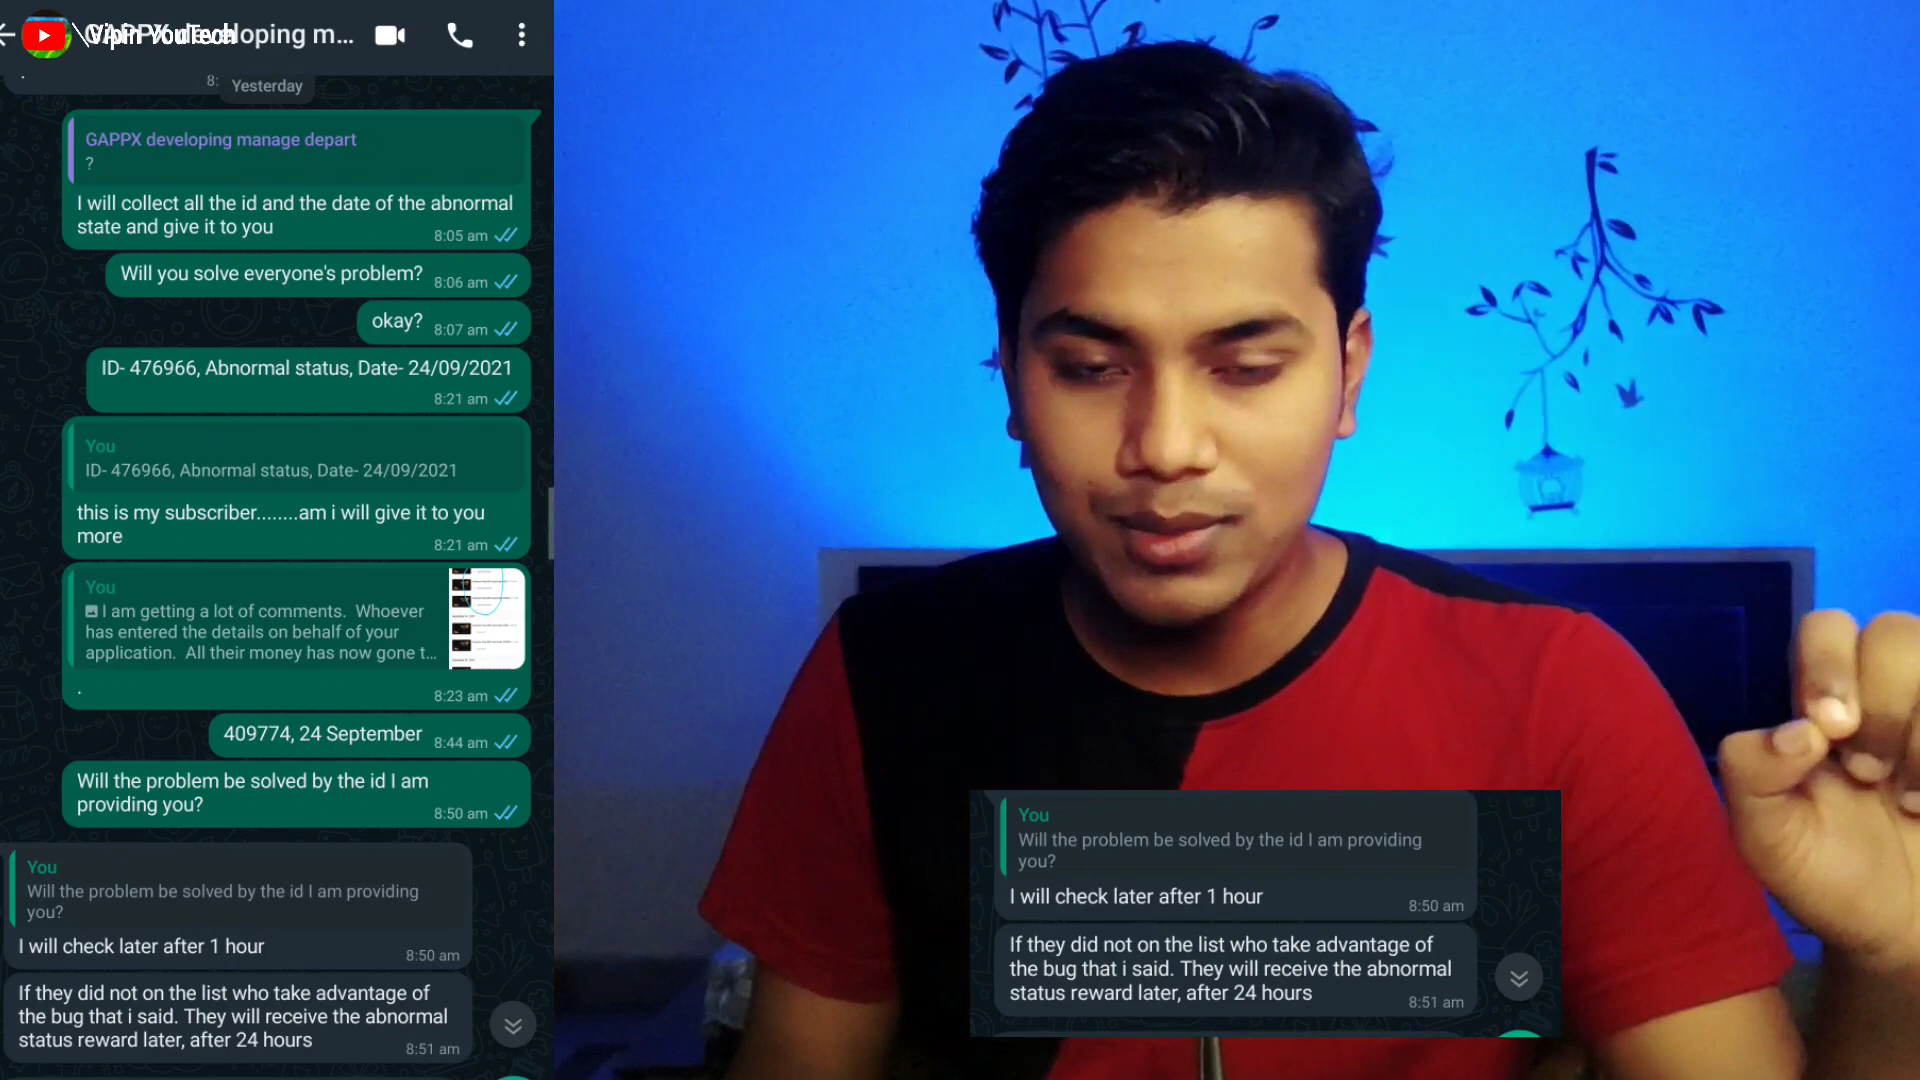 Vipin YouTech
loping m...
8:
Yesterday
GAPPX developing manage depart
?
I will collect all the id and the date of the abnormal
state and give it to you
8:05 am
Will you solve everyone's problem?
8:06 am
okay?
8:07 am
ID- 476966, Abnormal status, Date- 24/09/2021
8:21 am
You
ID- 476966, Abnormal status, Date- 24/09/2021
this is my subscriber........am i will give it to you
more
8:21 am
You
I am getting a lot of comments.  Whoever
has entered the details on behalf of your
application.  All their money has now gone t...
.
8:23 am
409774, 24 September
8:44 am
Will the problem be solved by the id I am
providing you?
8:50 am
You
Will the problem be solved by the id I am providing
you?
I will check later after 1 hour
8:50 am
If they did not on the list who take advantage of
the bug that i said. They will receive the abnormal
status reward later, after 24 hours
8:51 am
You
Will the problem be solved by the id I am providing
you?
I will check later after 1 hour
8:50 am
If they did not on the list who take advantage of
the bug that i said. They will receive the abnormal
status reward later, after 24 hours
8:51 am